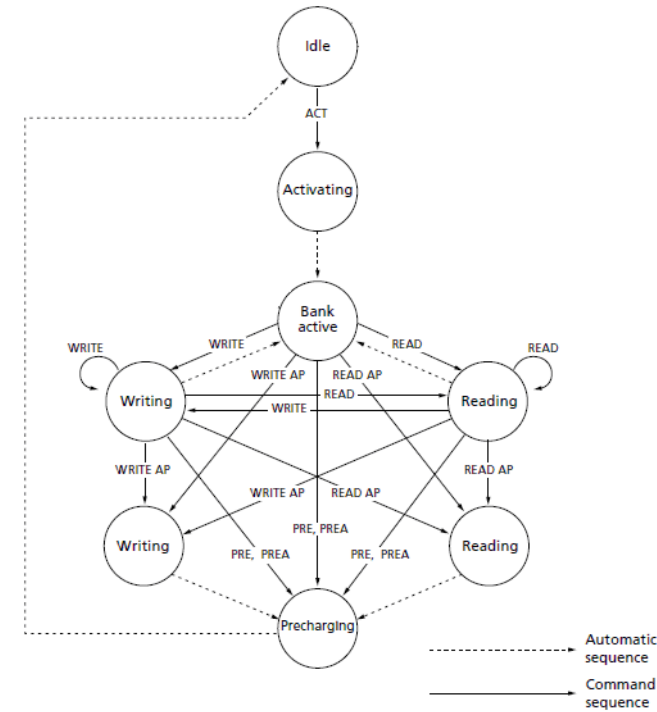 Idle
ACT
Activating
Bank
active
WRITE
WRITE
READ
READ
WRITE AP
READ AP
Writing
READ
WRITE
Reading
WRITE AP
READ AP
WRITE AP
READ AP
PRE, PREA
Writing
PRE, PREA
PRE, PREA
Reading
Precharging
Automatic
sequence
Command
sequence